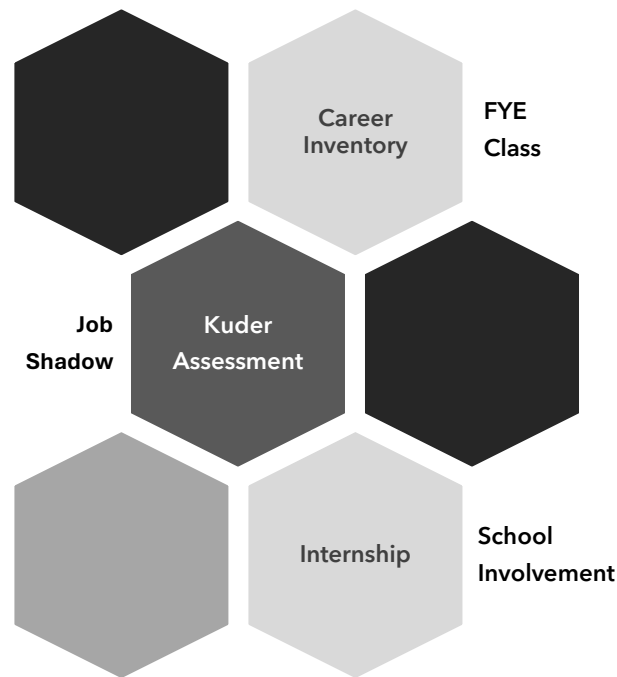 Career
Inventory
FYE
Class
Job
Shadow
Kuder
Assessment
Internship
School
Involvement